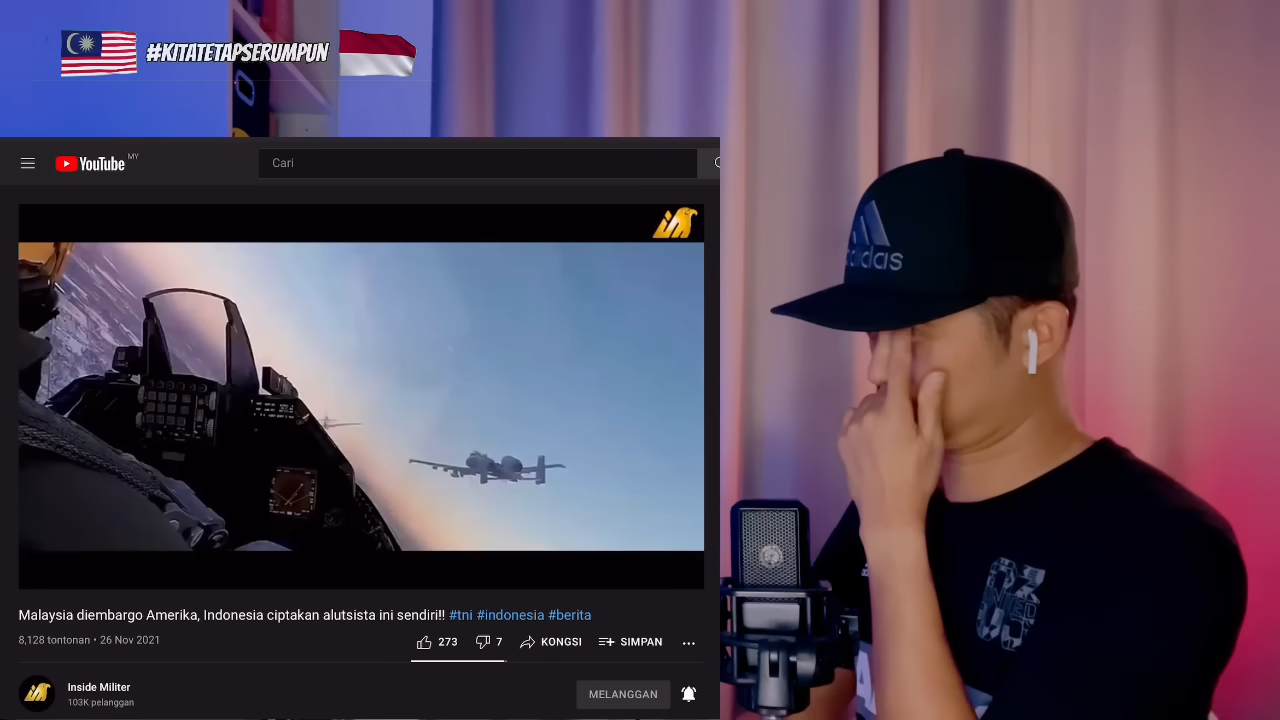 #KITATETAPSERUMPUN
YouTube MY
Cari
Malaysia diembargo Amerika, Indonesia ciptakan alutsista ini sendiri!! #tni #indonesia #berita
8,128 tontonan • 26 Nov 2021
273
7
KONGSI
SIMPAN
Inside Militer
103K pelanggan
MELANGGAN
adidas